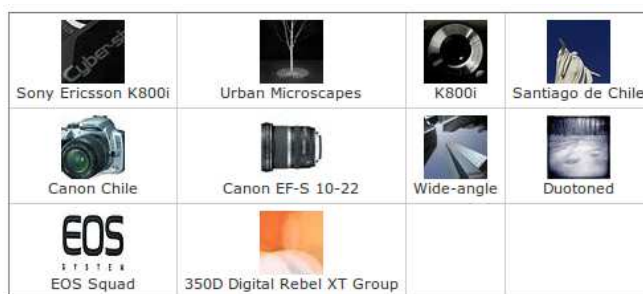 Cybersh
Sony Ericsson K800i
Urban Microscapes
K800i
Santiago de Chile
Canon Chile
Canon EF-S 10-22
Wide-angle
Duotoned
EOS
SYSTEM
EOS Squad
350D Digital Rebel XT Group